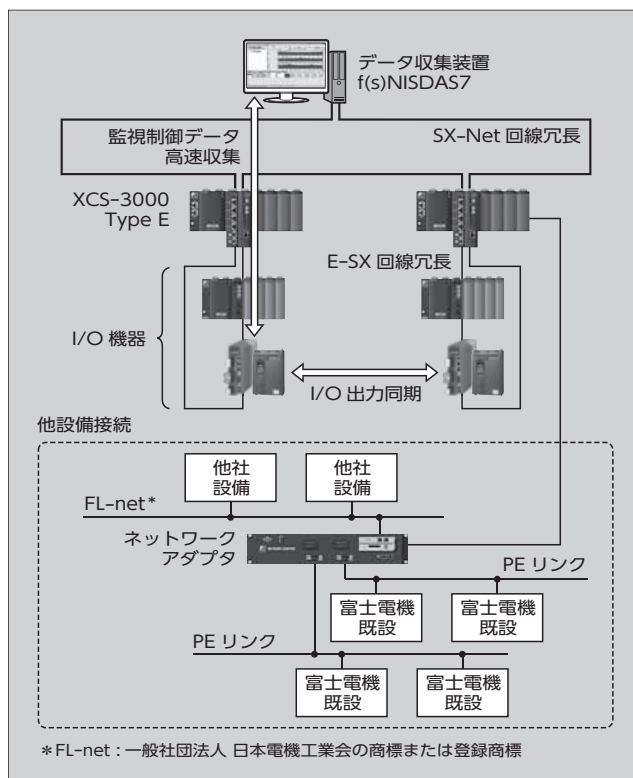 データ収集装置
f(s)NISDAS7
監視制御データ
高速収集
SX-Net 回線冗長
XCS-3000
Type E
E-SX 回線冗長
I/O 機器
I/O 出力同期
他設備接続
他社
設備
他社
設備
FL-net*
ネットワーク
アダプタ
PE リンク
富士電機
既設
富士電機
既設
PE リンク
富士電機
既設
富士電機
既設
*FL-net : 一般社団法人 日本電機工業会の商標または登録商標